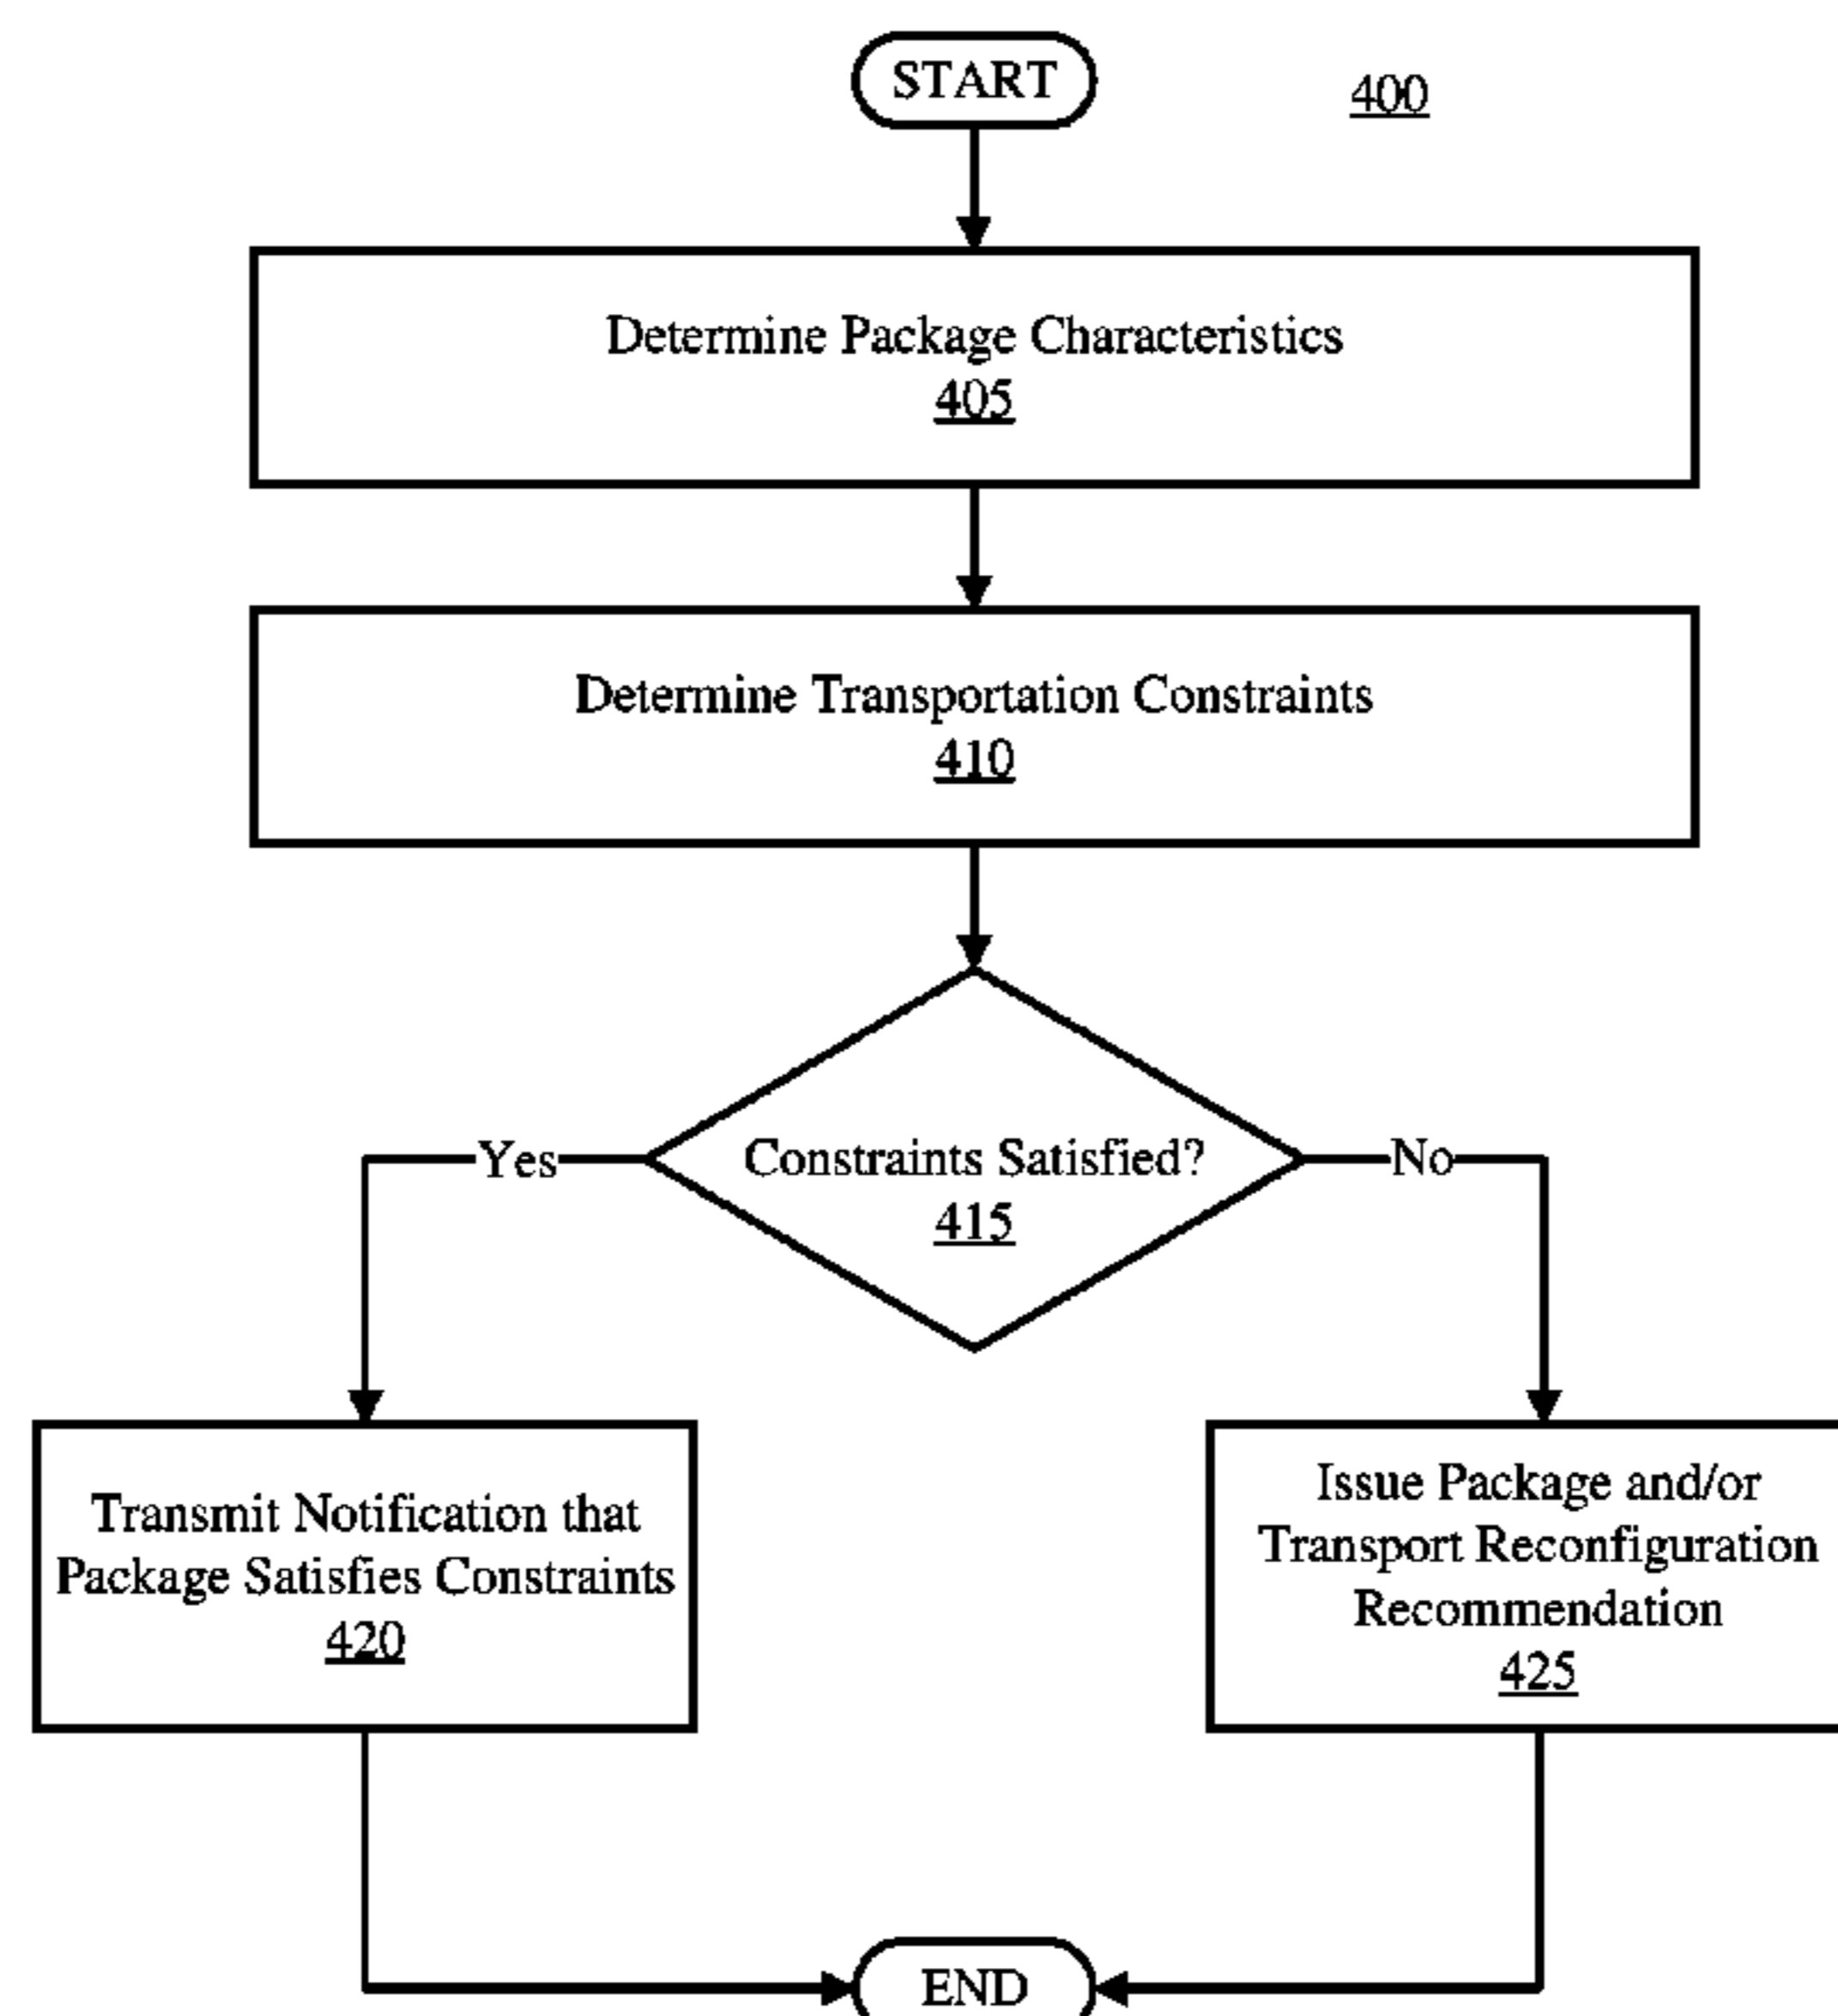 START
400
Determine Package Characteristics
405
Determine Transportation Constraints
410
Yes
Constraints Satisfied?
No
415
Transmit Notification that
Package Satisfies Constraints
420
Issue Package and/or
Transport Reconfiguration
Recommendation
425
END